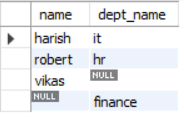 name dept_name
harish it
robert hr
vikas NULL
NULL finance